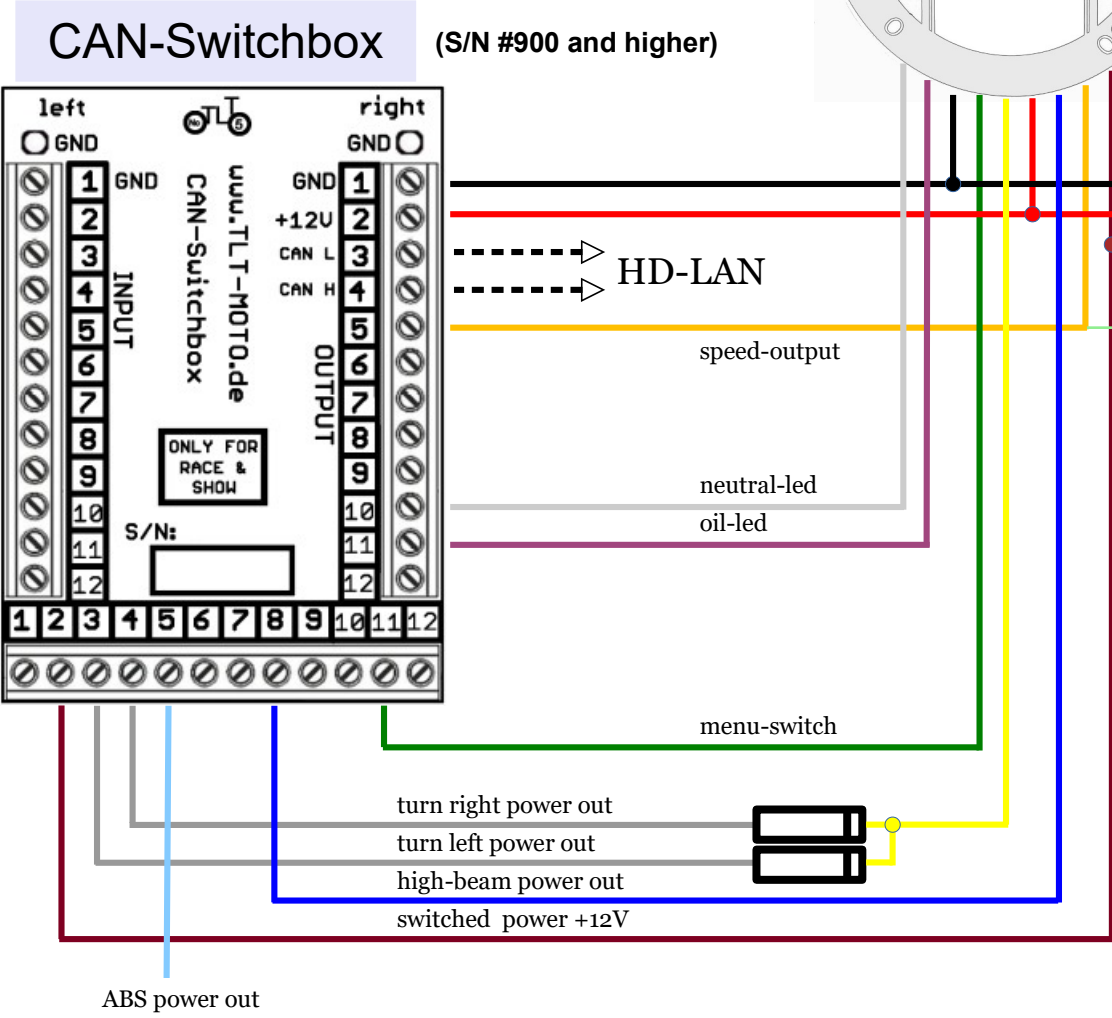 CAN-Switchbox (S/N #900 and higher)
left right
No 5
GND GND
1 GND GND 1
2 +12V 2
3 CAN L 3
4 CAN H 4
5 5
6 6
7 7
8 8
9 9
10 10
11 11
12 12
INPUT
CAN-Switchbox
www.TLT-MOTO.de
OUTPUT
ONLY FOR
RACE &
SHOW
S/N:
1 2 3 4 5 6 7 8 9 10 11 12
HD-LAN
speed-output
neutral-led
oil-led
menu-switch
turn right power out
turn left power out
high-beam power out
switched power +12V
ABS power out